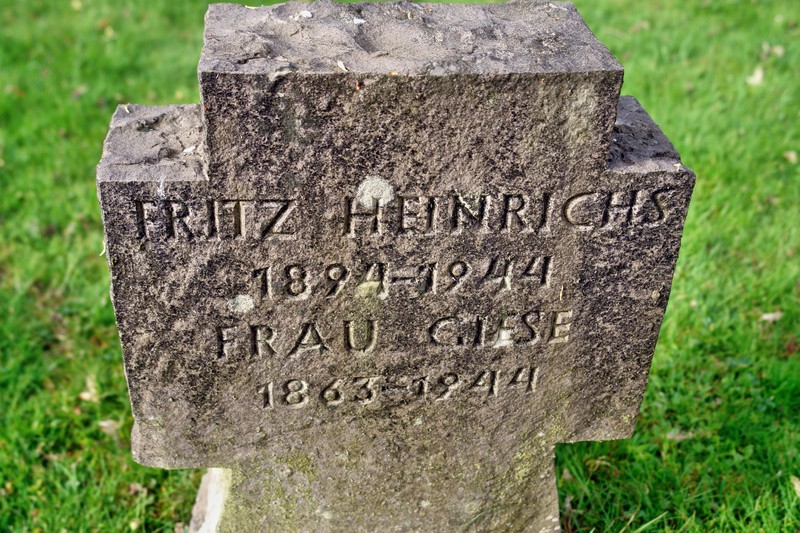 FRITZ HEINRICHS
1894-1944
FRAU GIESE
1863-1944